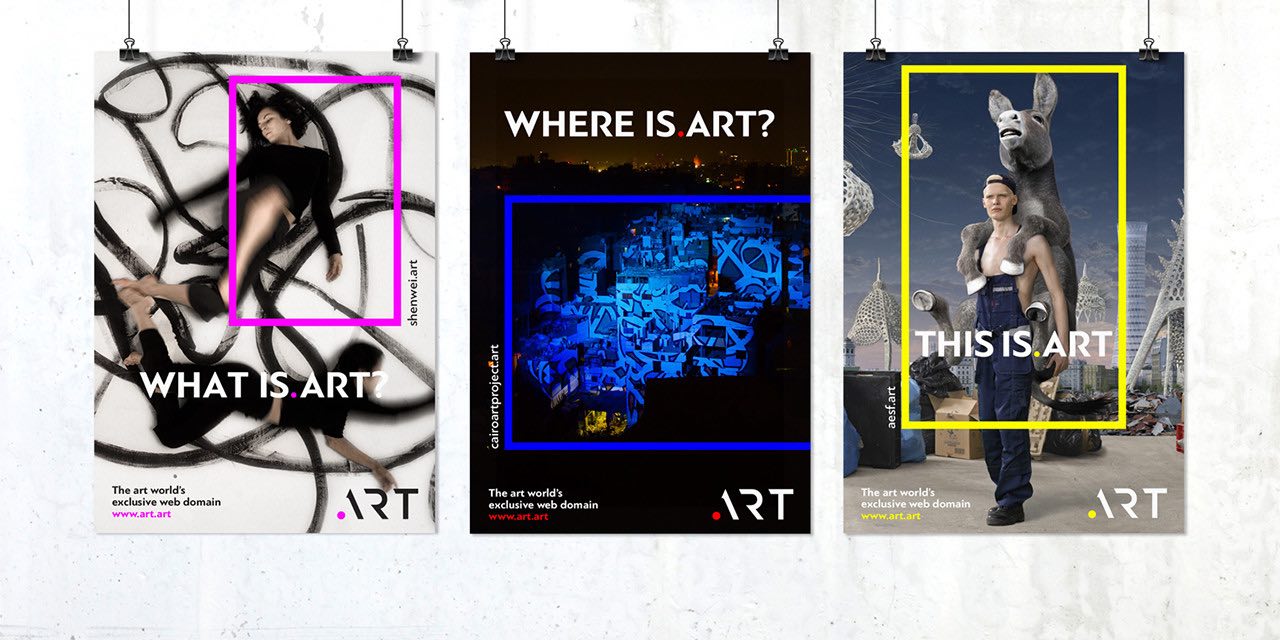 shenwei.art
WHAT IS.ART?
The art world's
exclusive web domain
www.art.art
.ART
WHERE IS.ART?
cairoartproject.art
The art world's
exclusive web domain
www.art.art
.ART
THIS IS.ART
aesf.art
The art world's
exclusive web domain
www.art.art
.ART